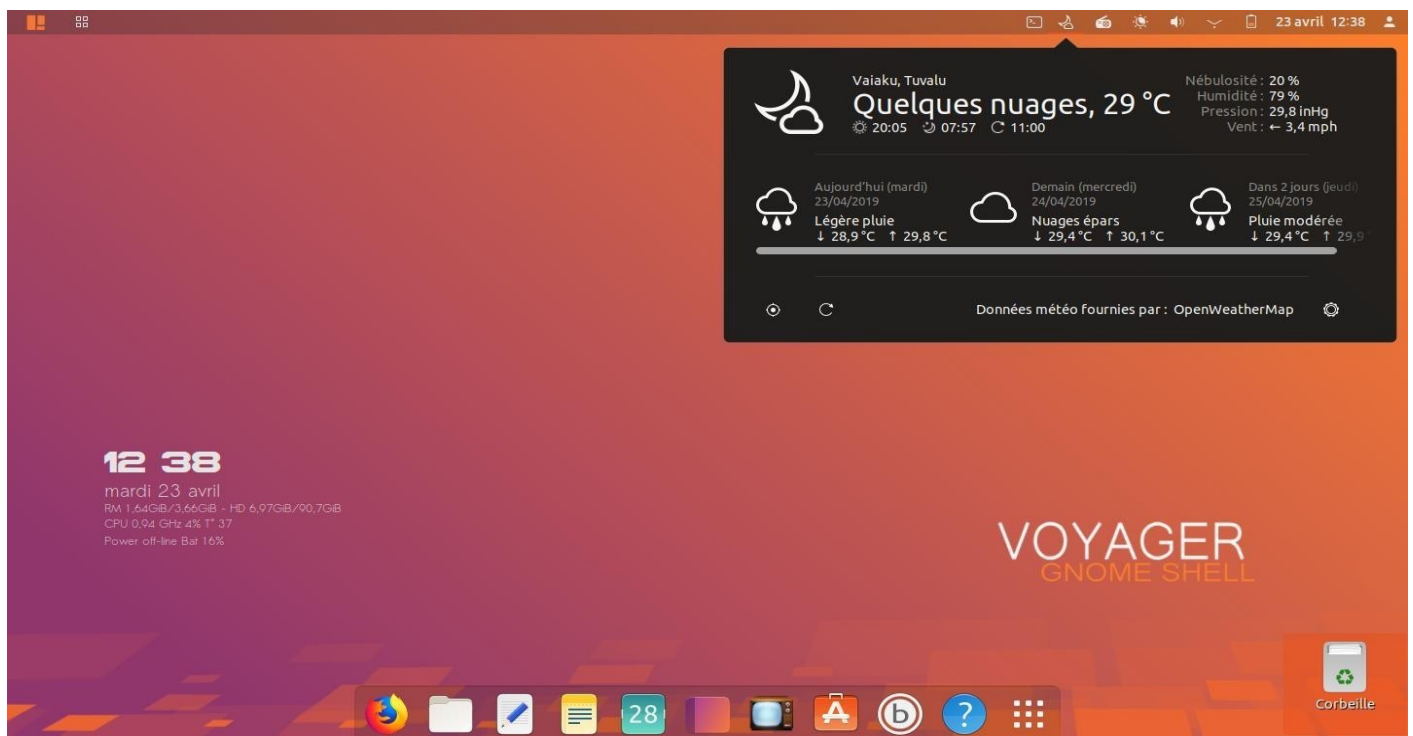 23 avril 12:38
Vaiaku, Tuvalu
Quelques nuages, 29 °C
20:05 07:57 11:00
Nébulosité : 20 %
Humidité : 79 %
Pression : 29,8 inHg
Vent : ← 3,4 mph
Aujourd'hui (mardi)
23/04/2019
Légère pluie
↓ 28,9 °C ↑ 29,8 °C
Demain (mercredi)
24/04/2019
Nuages épars
↓ 29,4 °C ↑ 30,1 °C
Dans 2 jours (jeudi)
25/04/2019
Pluie modérée
↓ 29,4 °C ↑ 29,9
Données météo fournies par : OpenWeatherMap
12 38
mardi 23 avril
RM 1,64GiB/3,66GiB - HD 6,97GiB/90,7GiB
CPU 0,94 GHz 4% T° 37
Power off-line Bat 16%
VOYAGER
GNOME SHELL
28
A
b
?
Corbeille